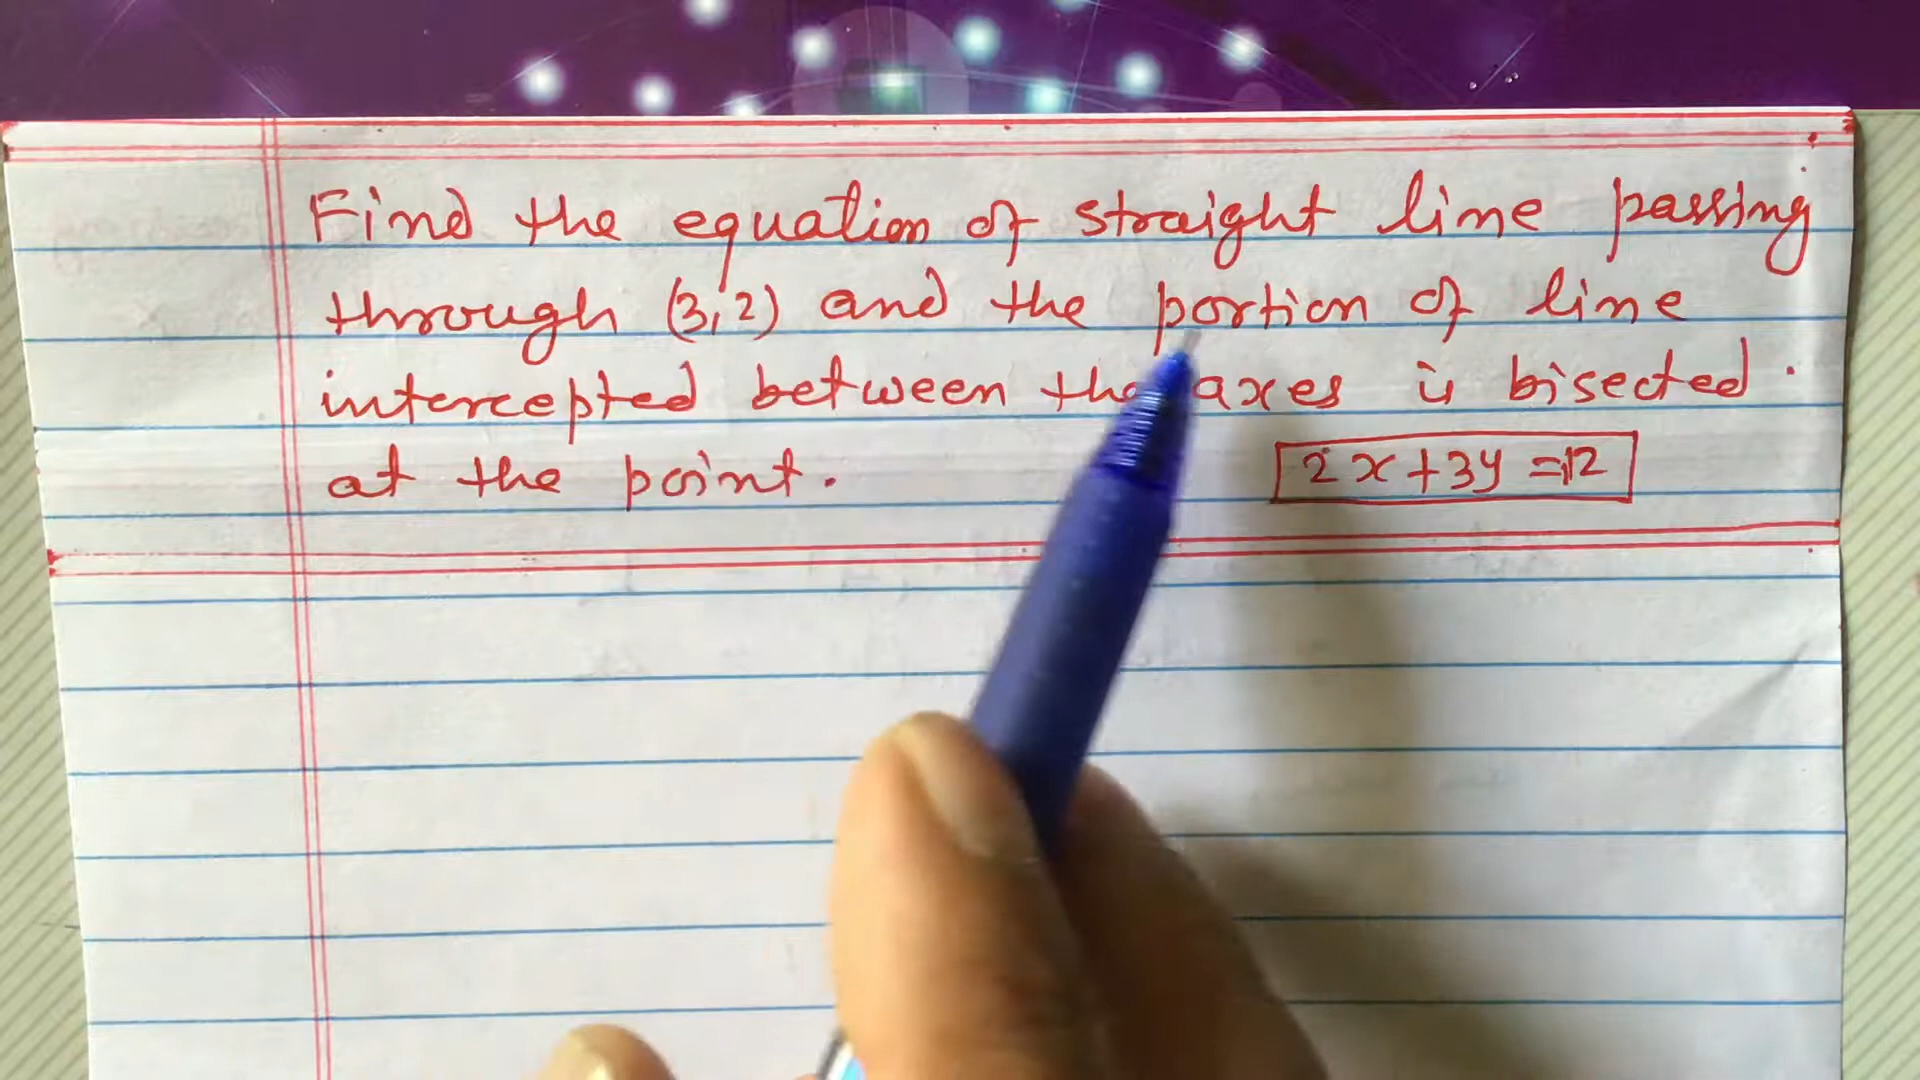 Find the equation of straight line passing
through (3,2) and the portion of line
intercepted between the axes is bisected
at the point.
2x+3y=12